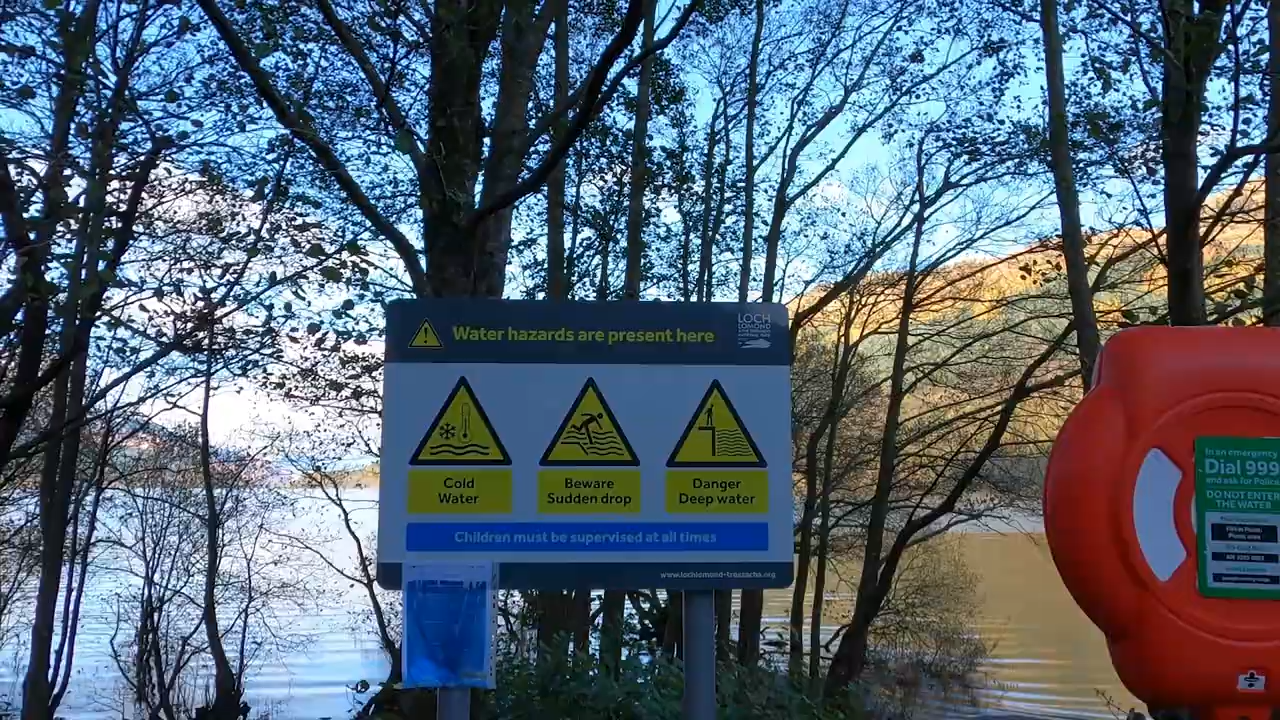 Water hazards are present here
LOCH
LOMOND
Cold
Water
Beware
Sudden drop
Danger
Deep water
Children must be supervised at all times
www.lochlomond-trossachs.org
In an emergency
Dial 999
and ask for Police
DO NOT ENTER
THE WATER